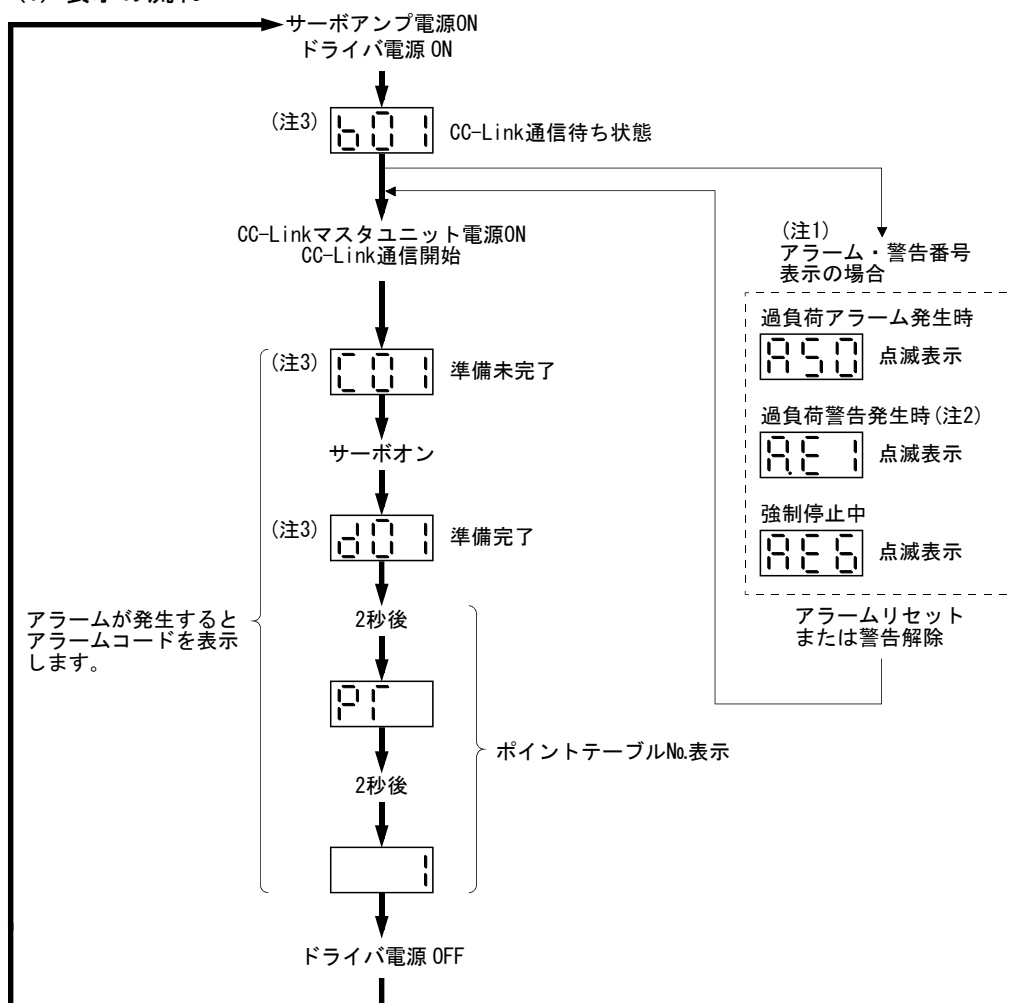 サーボアンプ電源ON
ドライバ電源 ON
(注3)
b01
CC-Link通信待ち状態
CC-Linkマスタユニット電源ON
CC-Link通信開始
(注3)
C01
準備未完了
サーボオン
(注3)
d01
準備完了
アラームが発生すると
アラームコードを表示
します。
2秒後
PT
2秒後
1
ポイントテーブルNo.表示
ドライバ電源 OFF
(注1)
アラーム・警告番号
表示の場合
過負荷アラーム発生時
A50
点滅表示
過負荷警告発生時(注2)
A.E1
点滅表示
強制停止中
AE6
点滅表示
アラームリセット
または警告解除